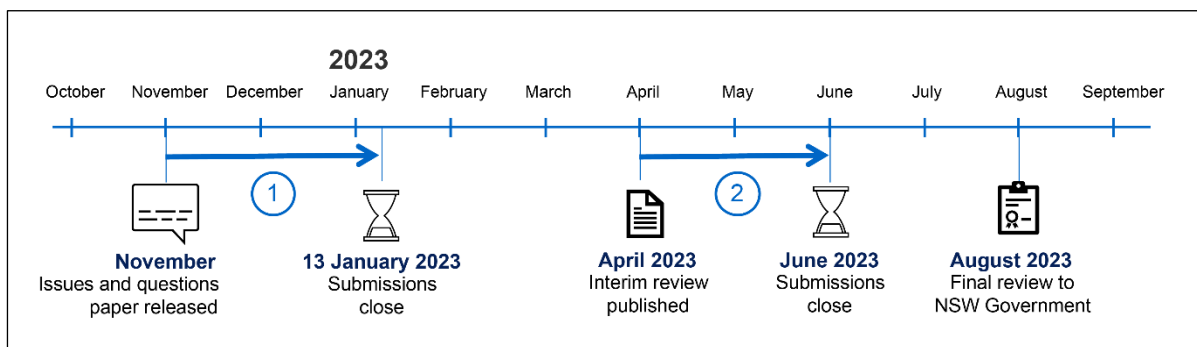 2023
October November December January February March April May June July August September
1 2
November
Issues and questions
paper released
13 January 2023
Submissions
close
April 2023
Interim review
published
June 2023
Submissions
close
August 2023
Final review to
NSW Government